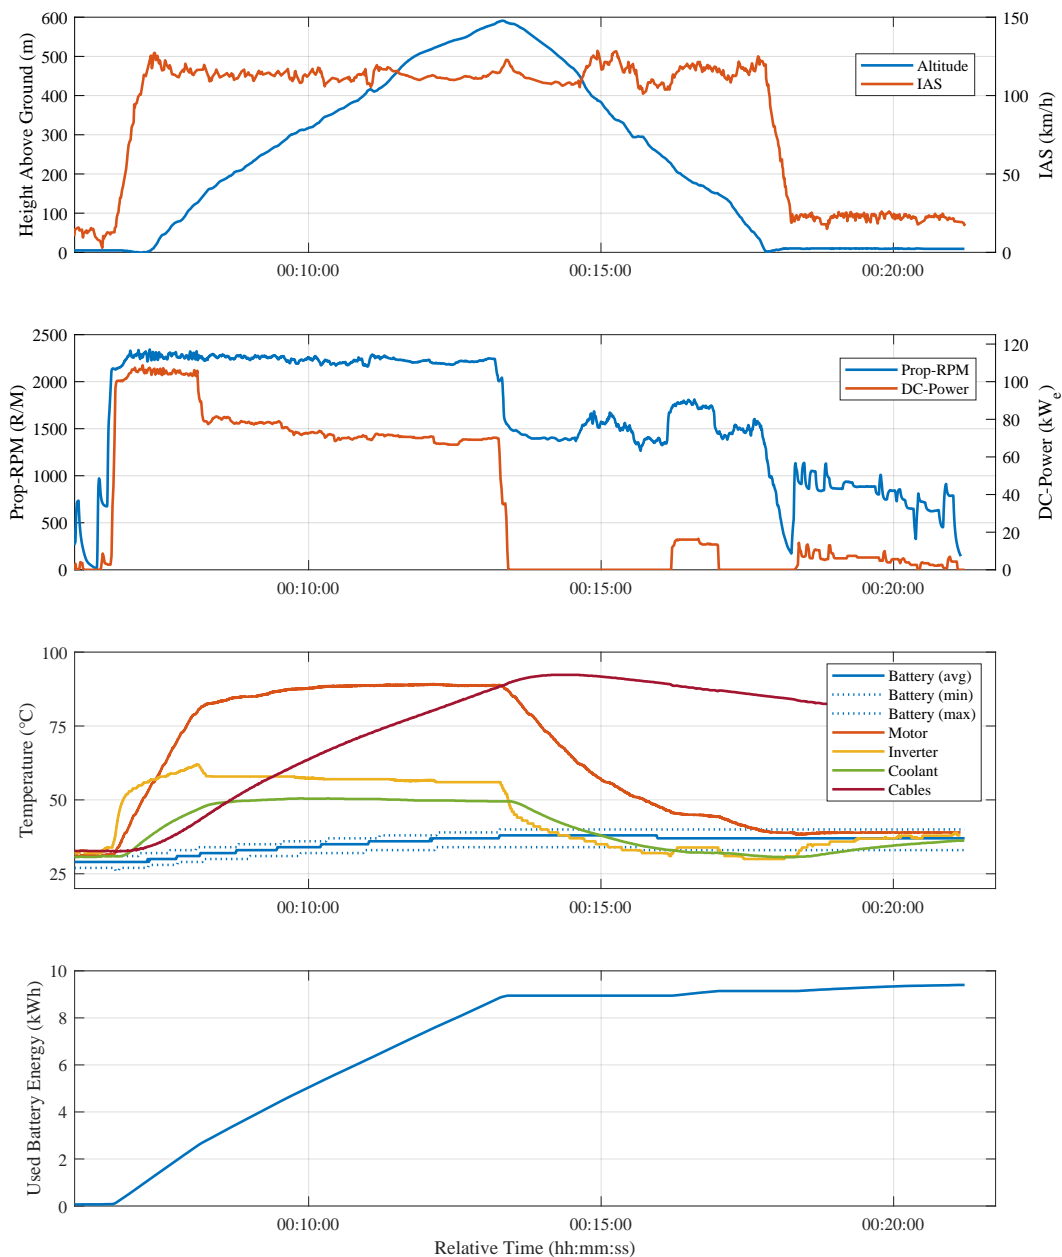 600
500
400
300
200
100
0
Height Above Ground (m)
150
100
50
0
IAS (km/h)
Altitude
IAS
00:10:00 00:15:00 00:20:00
2500
2000
1500
1000
500
0
Prop-RPM (R/M)
120
100
80
60
40
20
0
DC-Power (kWe)
Prop-RPM
DC-Power
00:10:00 00:15:00 00:20:00
100
75
50
25
Temperature (°C)
Battery (avg)
Battery (min)
Battery (max)
Motor
Inverter
Coolant
Cables
00:10:00 00:15:00 00:20:00
10
8
6
4
2
0
Used Battery Energy (kWh)
00:10:00 00:15:00 00:20:00
Relative Time (hh:mm:ss)